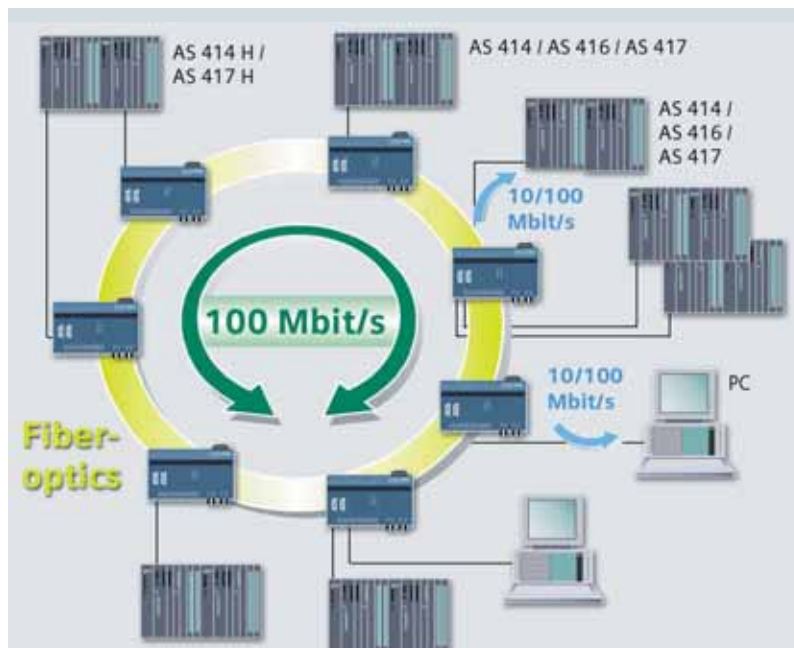 AS 414 H /
AS 417 H
AS 414 / AS 416 / AS 417
AS 414 /
AS 416 /
AS 417
10/100
Mbit/s
100 Mbit/s
10/100
Mbit/s
PC
Fiber-
optics